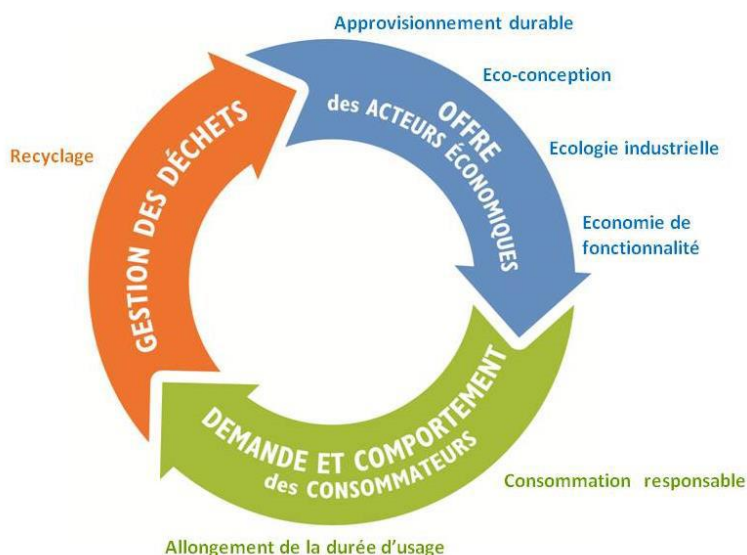 Approvisionnement durable
Eco-conception
OFFRE
des ACTEURS ÉCONOMIQUES
Ecologie industrielle
Economie de
fonctionnalité
DEMANDE ET COMPORTEMENT
des CONSOMMATEURS
Consommation responsable
Allongement de la durée d’usage
GESTION DES DÉCHETS
Recyclage